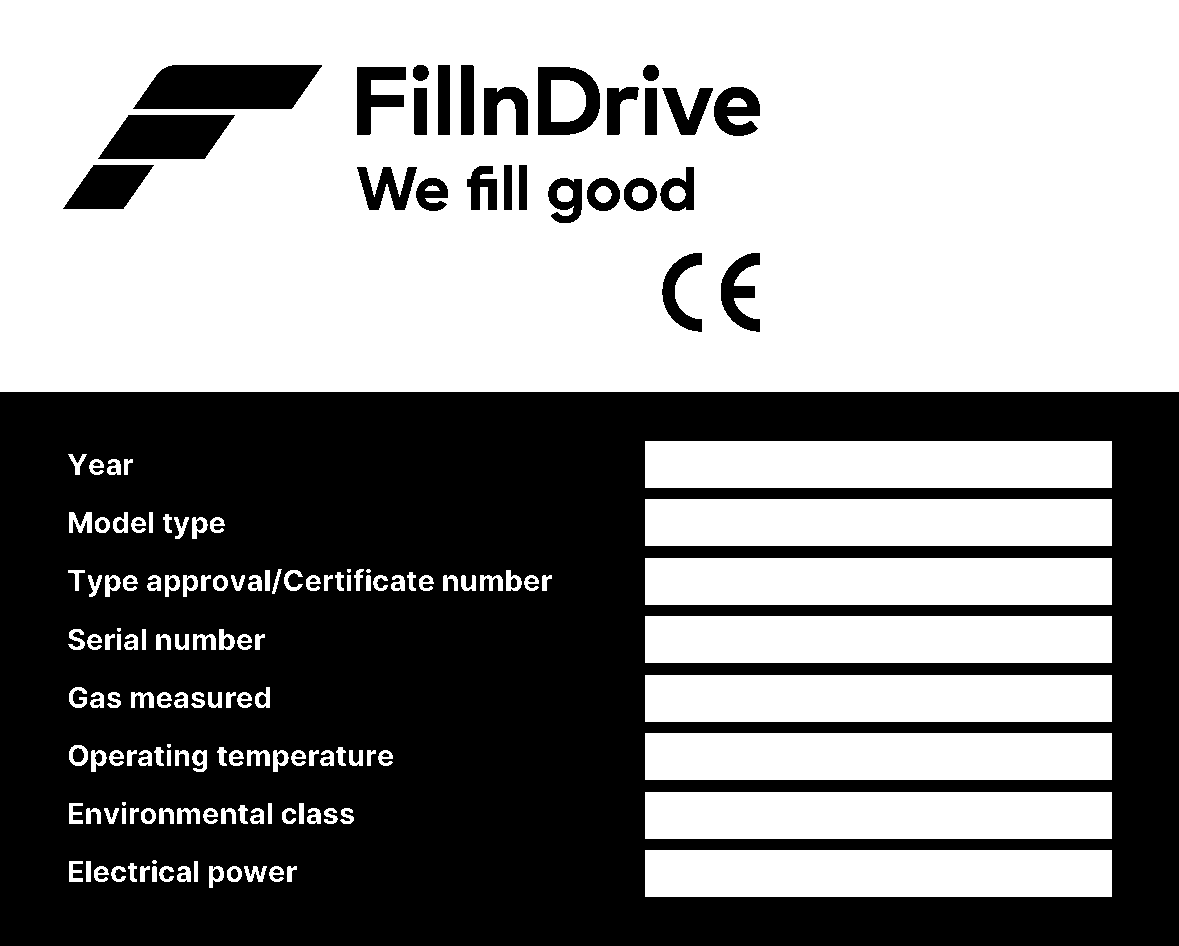 FillnDrive
We fill good
CE
Year
Model type
Type approval/Certificate number
Serial number
Gas measured
Operating temperature
Environmental class
Electrical power